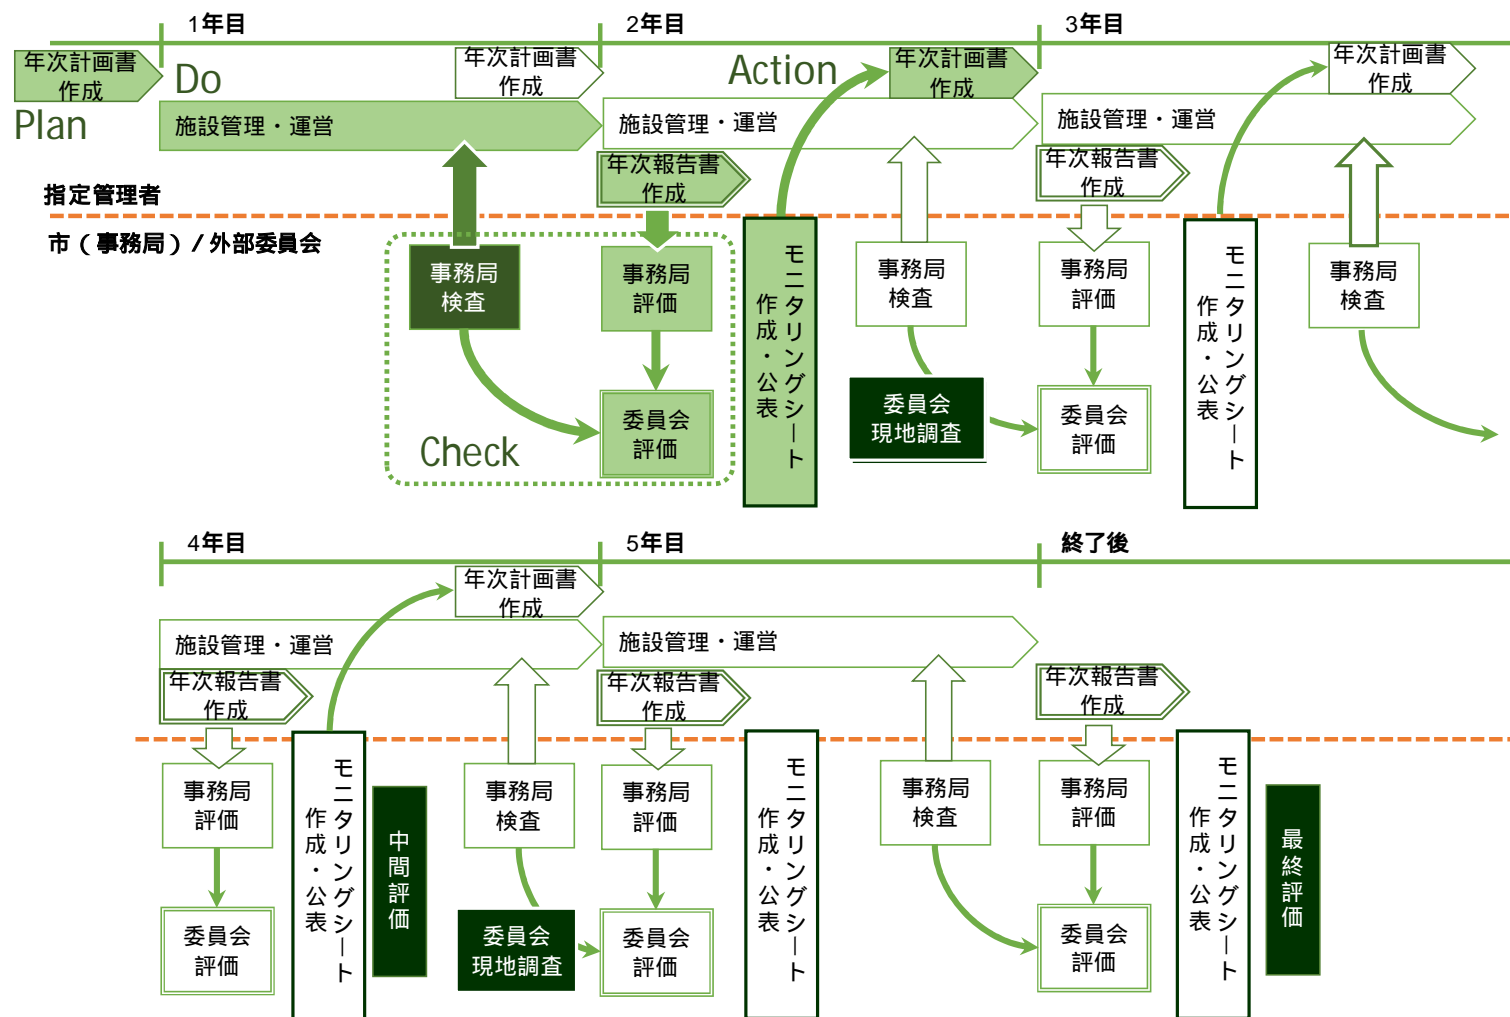 1年目
2年目
3年目
年次計画書
作成
Plan
Do
年次計画書
作成
施設管理・運営
Action
年次計画書
作成
施設管理・運営
年次報告書
作成
年次計画書
作成
施設管理・運営
年次報告書
作成
指定管理者
市（事務局）/ 外部委員会
事務局
検査
事務局
評価
委員会
評価
Check
モニタリングシート
作成・公表
事務局
検査
委員会
現地調査
事務局
評価
委員会
評価
モニタリングシート
作成・公表
事務局
検査
4年目
5年目
終了後
年次計画書
作成
施設管理・運営
年次報告書
作成
施設管理・運営
年次報告書
作成
年次報告書
作成
事務局
評価
委員会
評価
モニタリングシート
作成・公表
中間評価
事務局
検査
委員会
現地調査
事務局
評価
委員会
評価
モニタリングシート
作成・公表
事務局
検査
事務局
評価
委員会
評価
モニタリングシート
作成・公表
最終評価